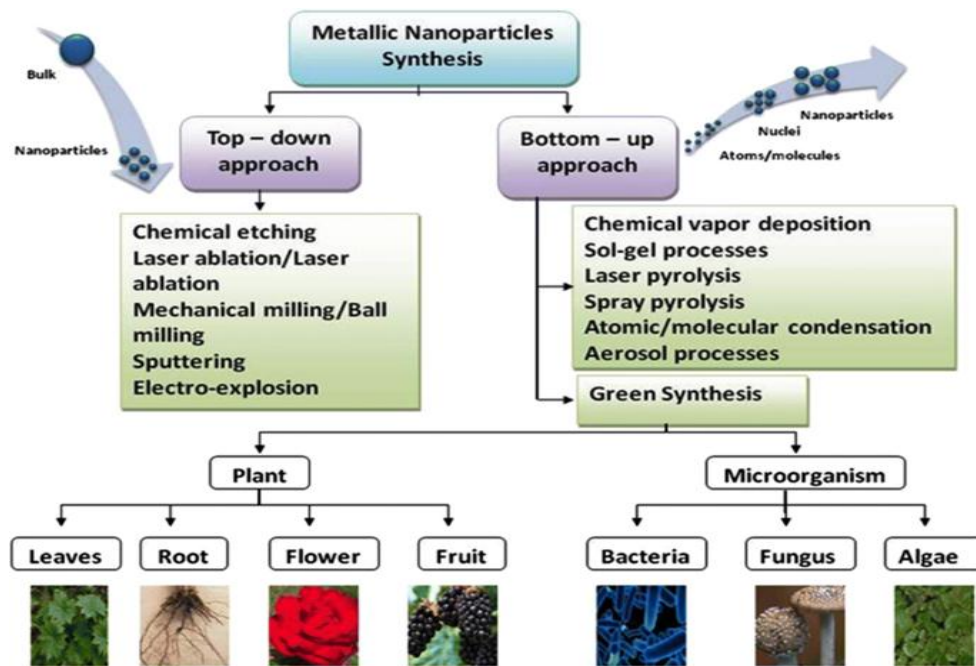 Metallic Nanoparticles
Synthesis
Bulk
Nanoparticles
Nanoparticles
Nuclei
Atoms/molecules
Top – down
approach
Bottom – up
approach
Chemical etching
Laser ablation/Laser
ablation
Mechanical milling/Ball
milling
Sputtering
Electro-explosion
Chemical vapor deposition
Sol-gel processes
Laser pyrolysis
Spray pyrolysis
Atomic/molecular condensation
Aerosol processes
Green Synthesis
Plant
Microorganism
Leaves
Root
Flower
Fruit
Bacteria
Fungus
Algae